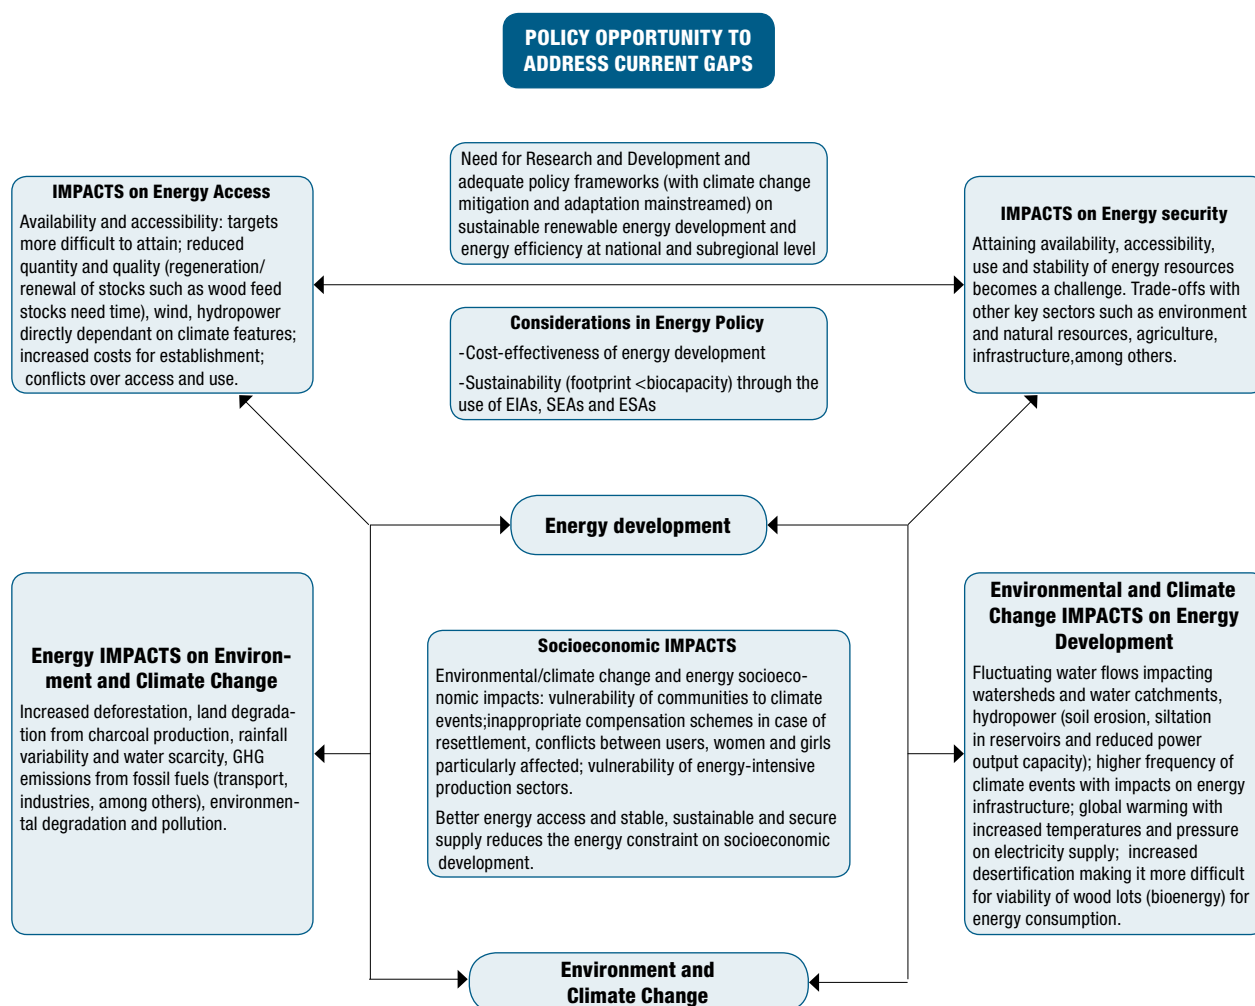 POLICY OPPORTUNITY TO
ADDRESS CURRENT GAPS
Need for Research and Development and
adequate policy frameworks (with climate change
mitigation and adaptation mainstreamed) on
sustainable renewable energy development and
energy efficiency at national and subregional level
IMPACTS on Energy Access
Availability and accessibility: targets
more difficult to attain; reduced
quantity and quality (regeneration/
renewal of stocks such as wood feed
stocks need time), wind, hydropower
directly dependant on climate features;
increased costs for establishment;
conflicts over access and use.
IMPACTS on Energy security
Attaining availability, accessibility,
use and stability of energy resources
becomes a challenge. Trade-offs with
other key sectors such as environment
and natural resources, agriculture,
infrastructure,among others.
Considerations in Energy Policy
-Cost-effectiveness of energy development
-Sustainability (footprint <biocapacity) through the
use of EIAs, SEAs and ESAs
Energy development
Energy IMPACTS on Environ-
ment and Climate Change
Increased deforestation, land degrada-
tion from charcoal production, rainfall
variability and water scarcity, GHG
emissions from fossil fuels (transport,
industries, among others), environmen-
tal degradation and pollution.
Socioeconomic IMPACTS
Environmental/climate change and energy socioeco-
nomic impacts: vulnerability of communities to climate
events;inappropriate compensation schemes in case of
resettlement, conflicts between users, women and girls
particularly affected; vulnerability of energy-intensive
production sectors.
Better energy access and stable, sustainable and secure
supply reduces the energy constraint on socioeconomic
development.
Environmental and Climate
Change IMPACTS on Energy
Development
Fluctuating water flows impacting
watersheds and water catchments,
hydropower (soil erosion, siltation
in reservoirs and reduced power
output capacity); higher frequency of
climate events with impacts on energy
infrastructure; global warming with
increased temperatures and pressure
on electricity supply; increased
desertification making it more difficult
for viability of wood lots (bioenergy) for
energy consumption.
Environment and
Climate Change